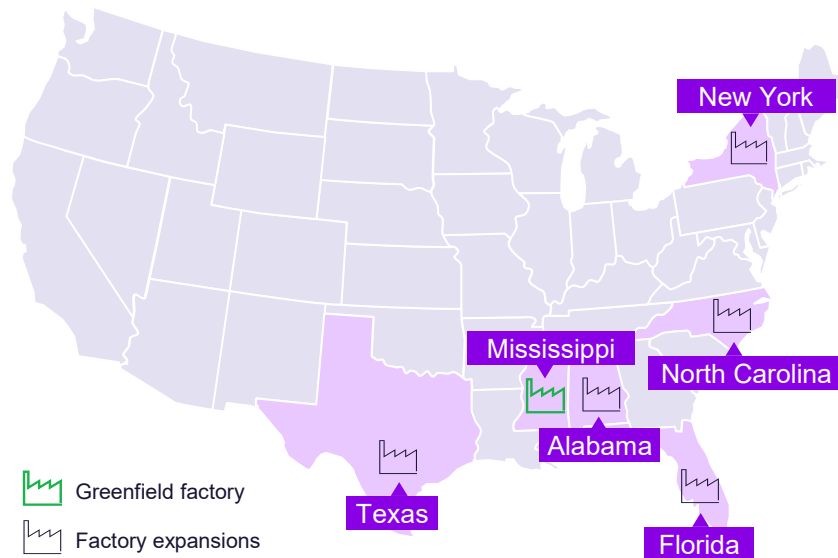 New York
Mississippi
North Carolina
Alabama
Greenfield factory
Texas
Factory expansions
Florida